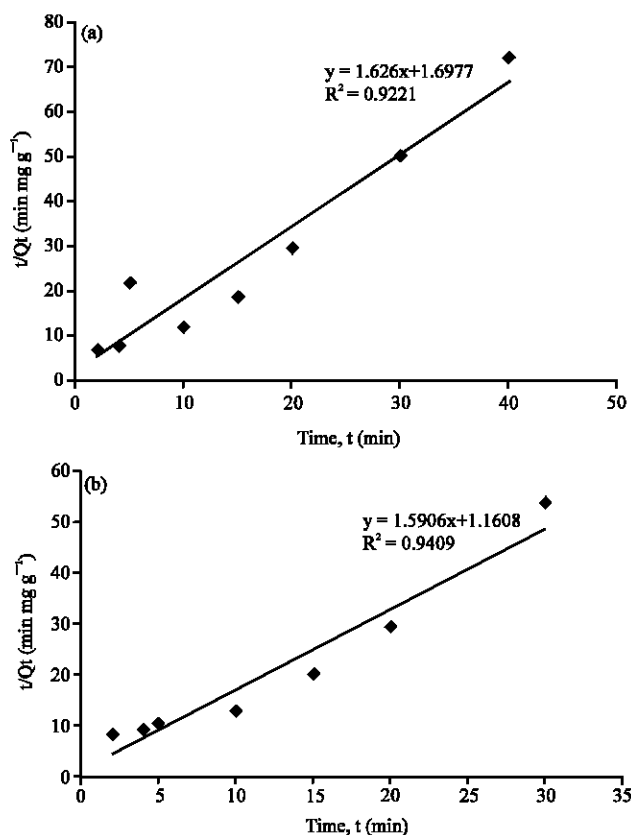 (a)
80
70
60
50
40
30
20
10
0
t/Qt (min mg g⁻¹)
y = 1.626x+1.6977
R² = 0.9221
0 10 20 30 40 50
Time, t (min)
(b)
60
50
40
30
20
10
0
t/Qt (min mg g⁻¹)
y = 1.5906x+1.1608
R² = 0.9409
0 5 10 15 20 25 30 35
Time, t (min)